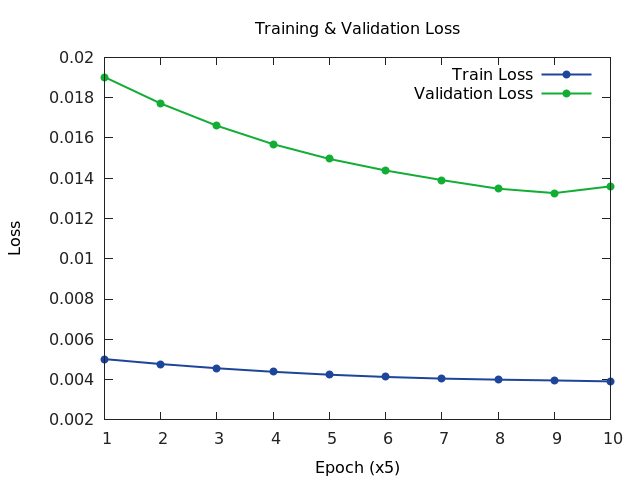 Training & Validation Loss
Train Loss
Validation Loss
0.02
0.018
0.016
0.014
0.012
0.01
0.008
0.006
0.004
0.002
Loss
1 2 3 4 5 6 7 8 9 10
Epoch (x5)